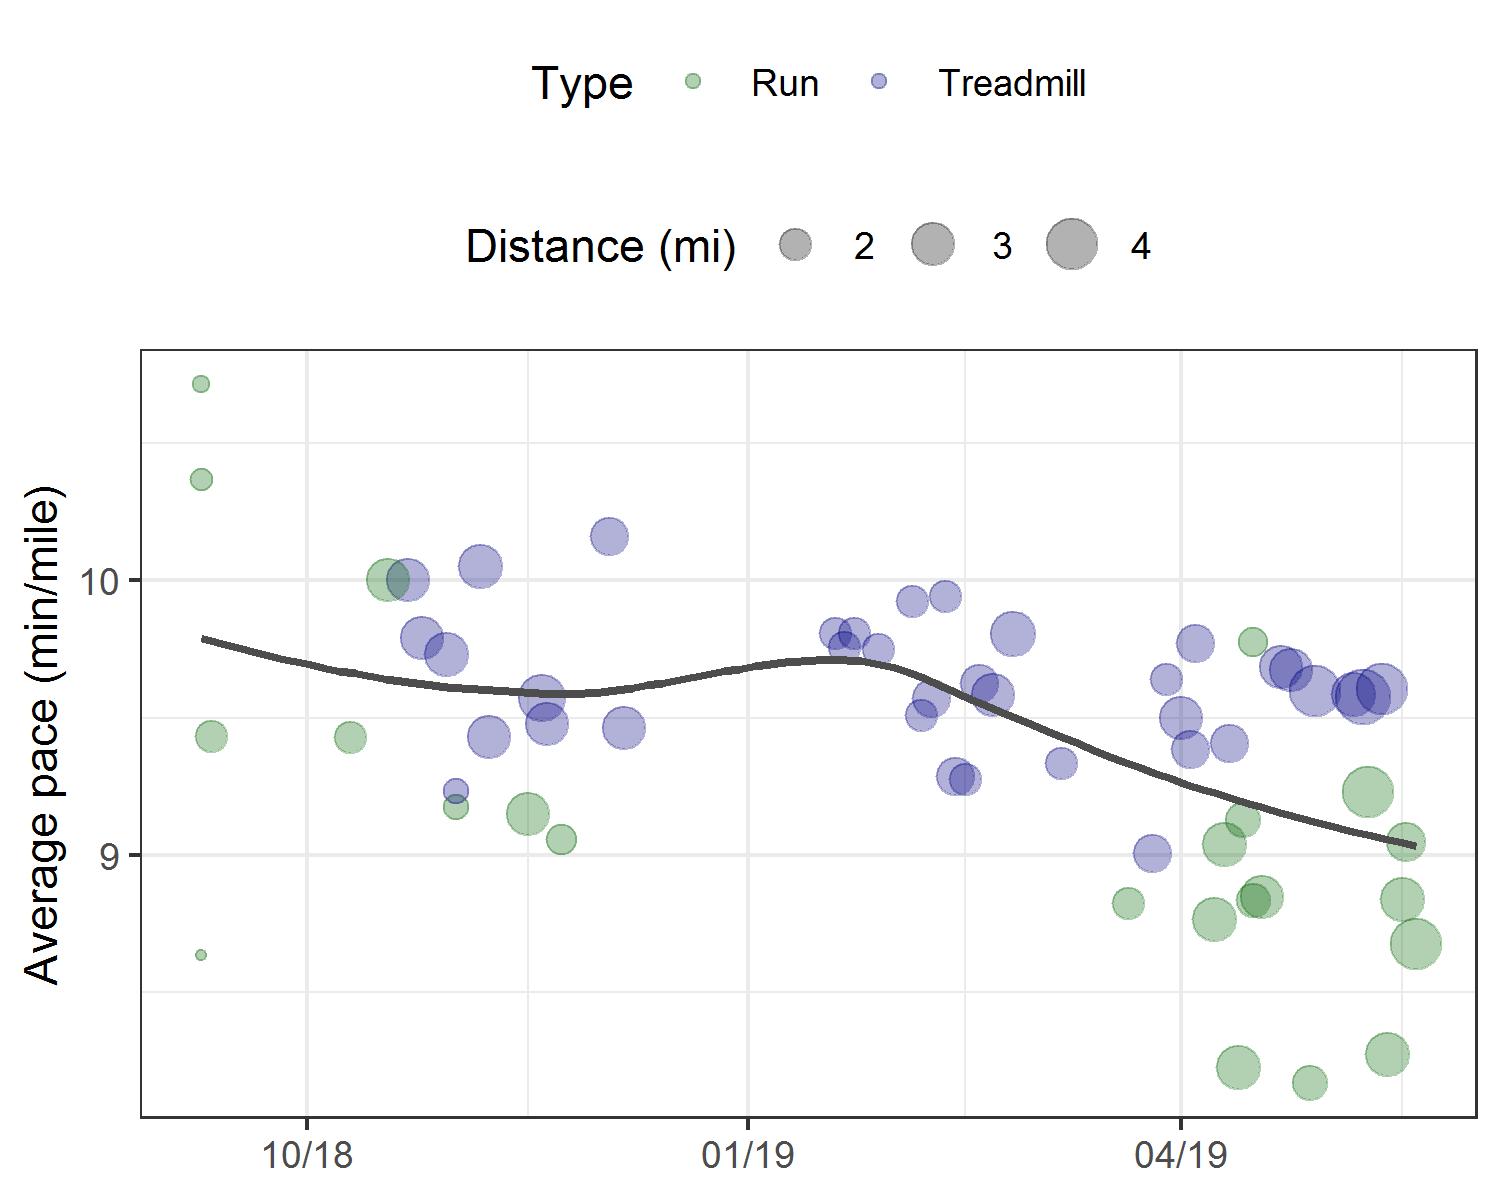 Type Run Treadmill
Distance (mi) 2 3 4
Average pace (min/mile)
10
9
10/18 01/19 04/19